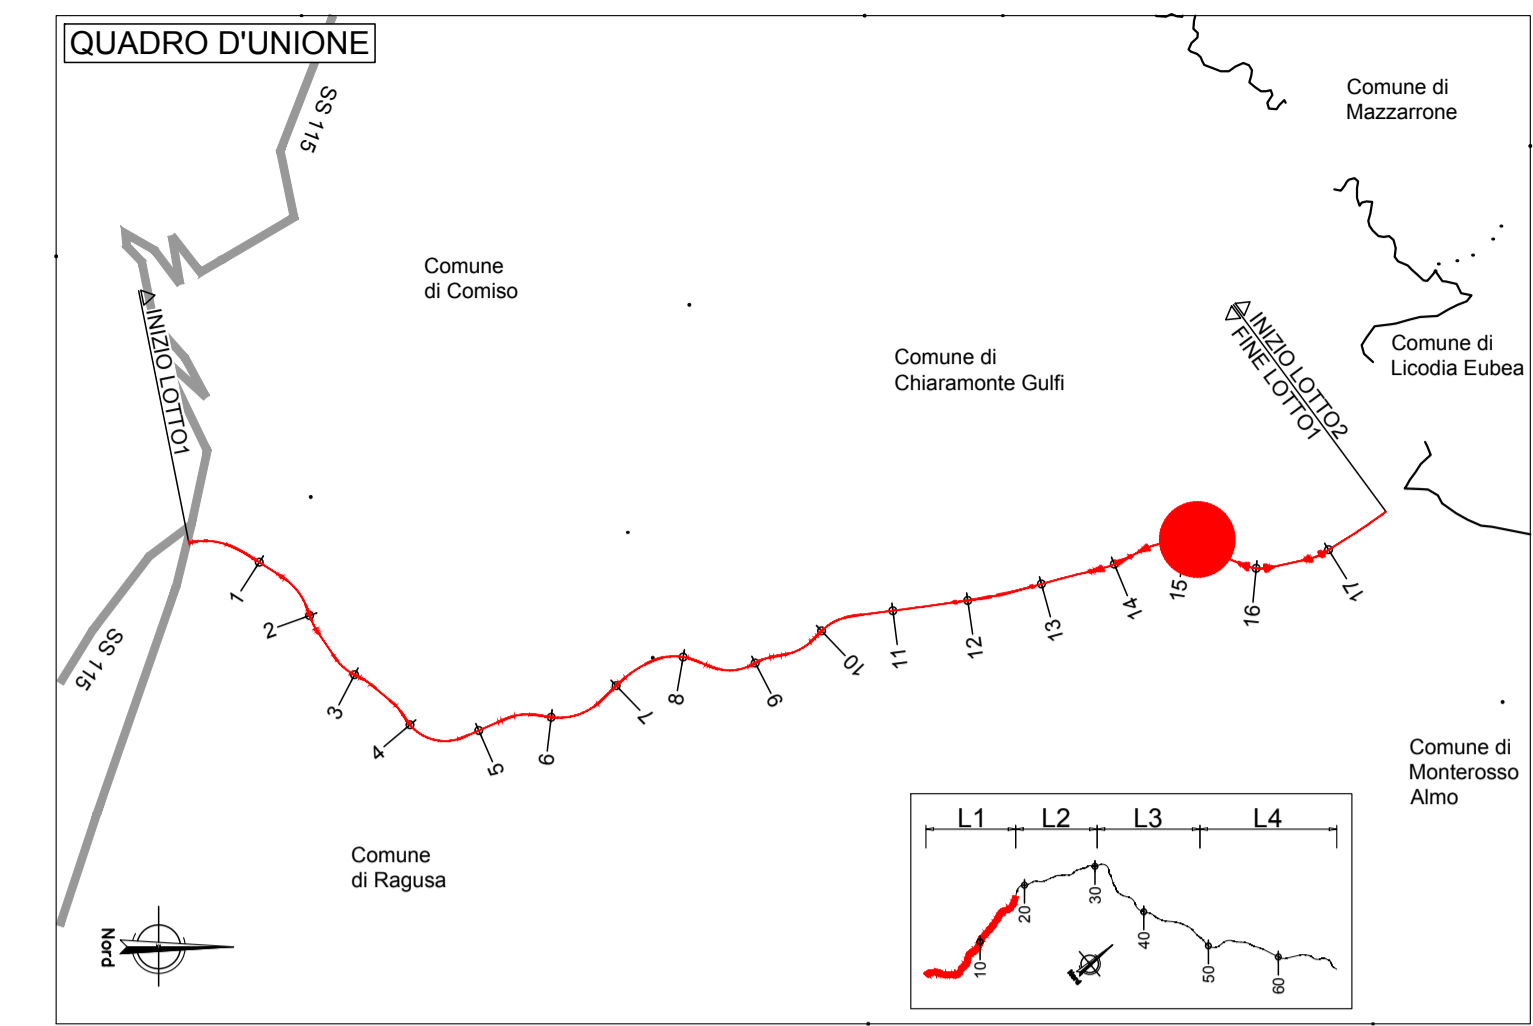 QUADRO D'UNIONE
SS 115
Comune di
Mazzarrone
Comune
di Comiso
INIZIO LOTTO1
Comune di
Chiaramonte Gulfi
INIZIO LOTTO2
FINE LOTTO1
Comune di
Licodia Eubea
1
2
3
4
5
6
7
8
9
10
11
12
13
14
15
16
17
SS 115
Comune di
Monterosso
Almo
Comune
di Ragusa
Nord
L1 L2 L3 L4
10
20
30
40
50
60
Nord